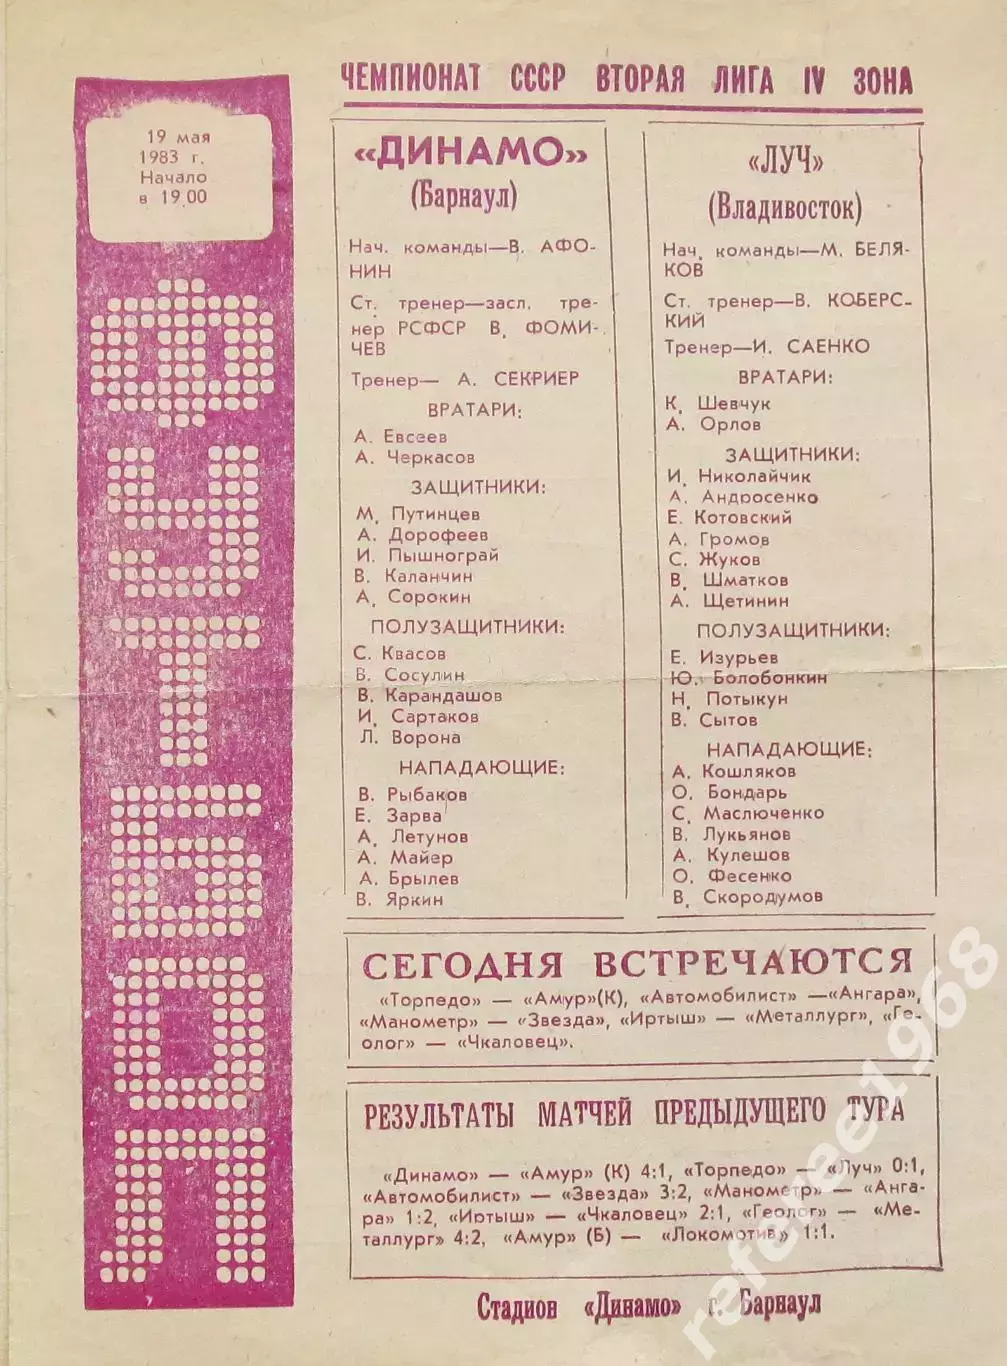 ЧЕМПИОНАТ СССР ВТОРАЯ ЛИГА IV ЗОНА
19 мая
1983 г.
Начало
в 19.00
ФУТБОЛ
«ДИНАМО»
(Барнаул)
Нач. команды—В. АФО-
НИН
Ст. тренер—засл. тре-
нер РСФСР В, ФОМИ-
ЧЕВ
Тренер— А. СЕКРИЕР
ВРАТАРИ:
А. Евсеев
А. Черкасов
ЗАЩИТНИКИ:
М, Путинцев
А. Дорофеев
И. Пышнограй
В. Каланчин
А, Сорокин
ПОЛУЗАЩИТНИКИ:
С. Квасов
В. Сосулин
В. Карандашов
И, Сартаков
Л. Ворона
НАПАДАЮЩИЕ:
В. Рыбаков
Е. Зарва
А, Летунов
А. Майер
А. Брылев
В. Яркин
«ЛУЧ»
(Владивосток)
Нач, команды—М. БЕЛЯ-
КОВ
Ст. тренер—В. КОБЕРС-
КИЙ
Тренер—И. САЕНКО
ВРАТАРИ:
К, Шевчук
А. Орлов
ЗАЩИТНИКИ:
И, Николайчик
А. Андросенко
Е. Котовский
А. Громов
С. Жуков
В, Шматков
А. Щетинин
ПОЛУЗАЩИТНИКИ:
Е. Изурьев
Ю. Болобонкин
Н, Потыкун
В. Сытов
НАПАДАЮЩИЕ:
А. Кошляков
О. Бондарь
С, Маслюченко
В. Лукьянов
А. Кулешов
О. Фесенко
В, Скородумов
СЕГОДНЯ ВСТРЕЧАЮТСЯ
«Торпедо» — «Амур»(К), «Автомобилист» —«Ангара»,
«Манометр» — «Звезда», «Иртыш» — «Металлург», «Ге-
олог» — «Чкаловец».
РЕЗУЛЬТАТЫ МАТЧЕЙ ПРЕДЫДУЩЕГО ТУРА
«Динамо» — «Амур» (К) 4:1, «Торпедо» — «Луч» 0:1,
«Автомобилист» — «Звезда» 3:2, «Манометр» — «Анга-
ра» 1:2, «Иртыш» — «Чкаловец» 2:1, «Геолог» — «Ме-
таллург» 4:2, «Амур» (Б) — «Локомотив» 1:1.
Стадион «Динамо» г. Барнаул
referee1968